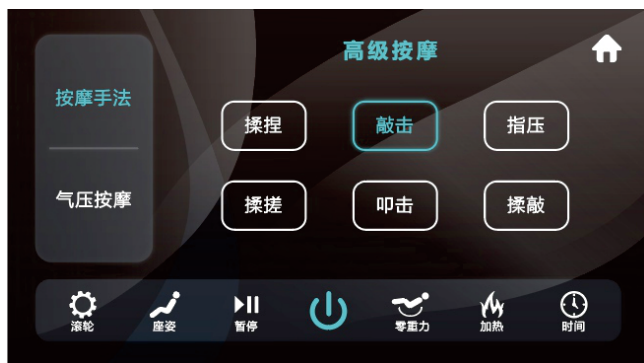 高级按摩
按摩手法
气压按摩
揉捏 敲击 指压
揉搓 叩击 揉敲
滚轮 座姿 暂停 零重力 加热 时间